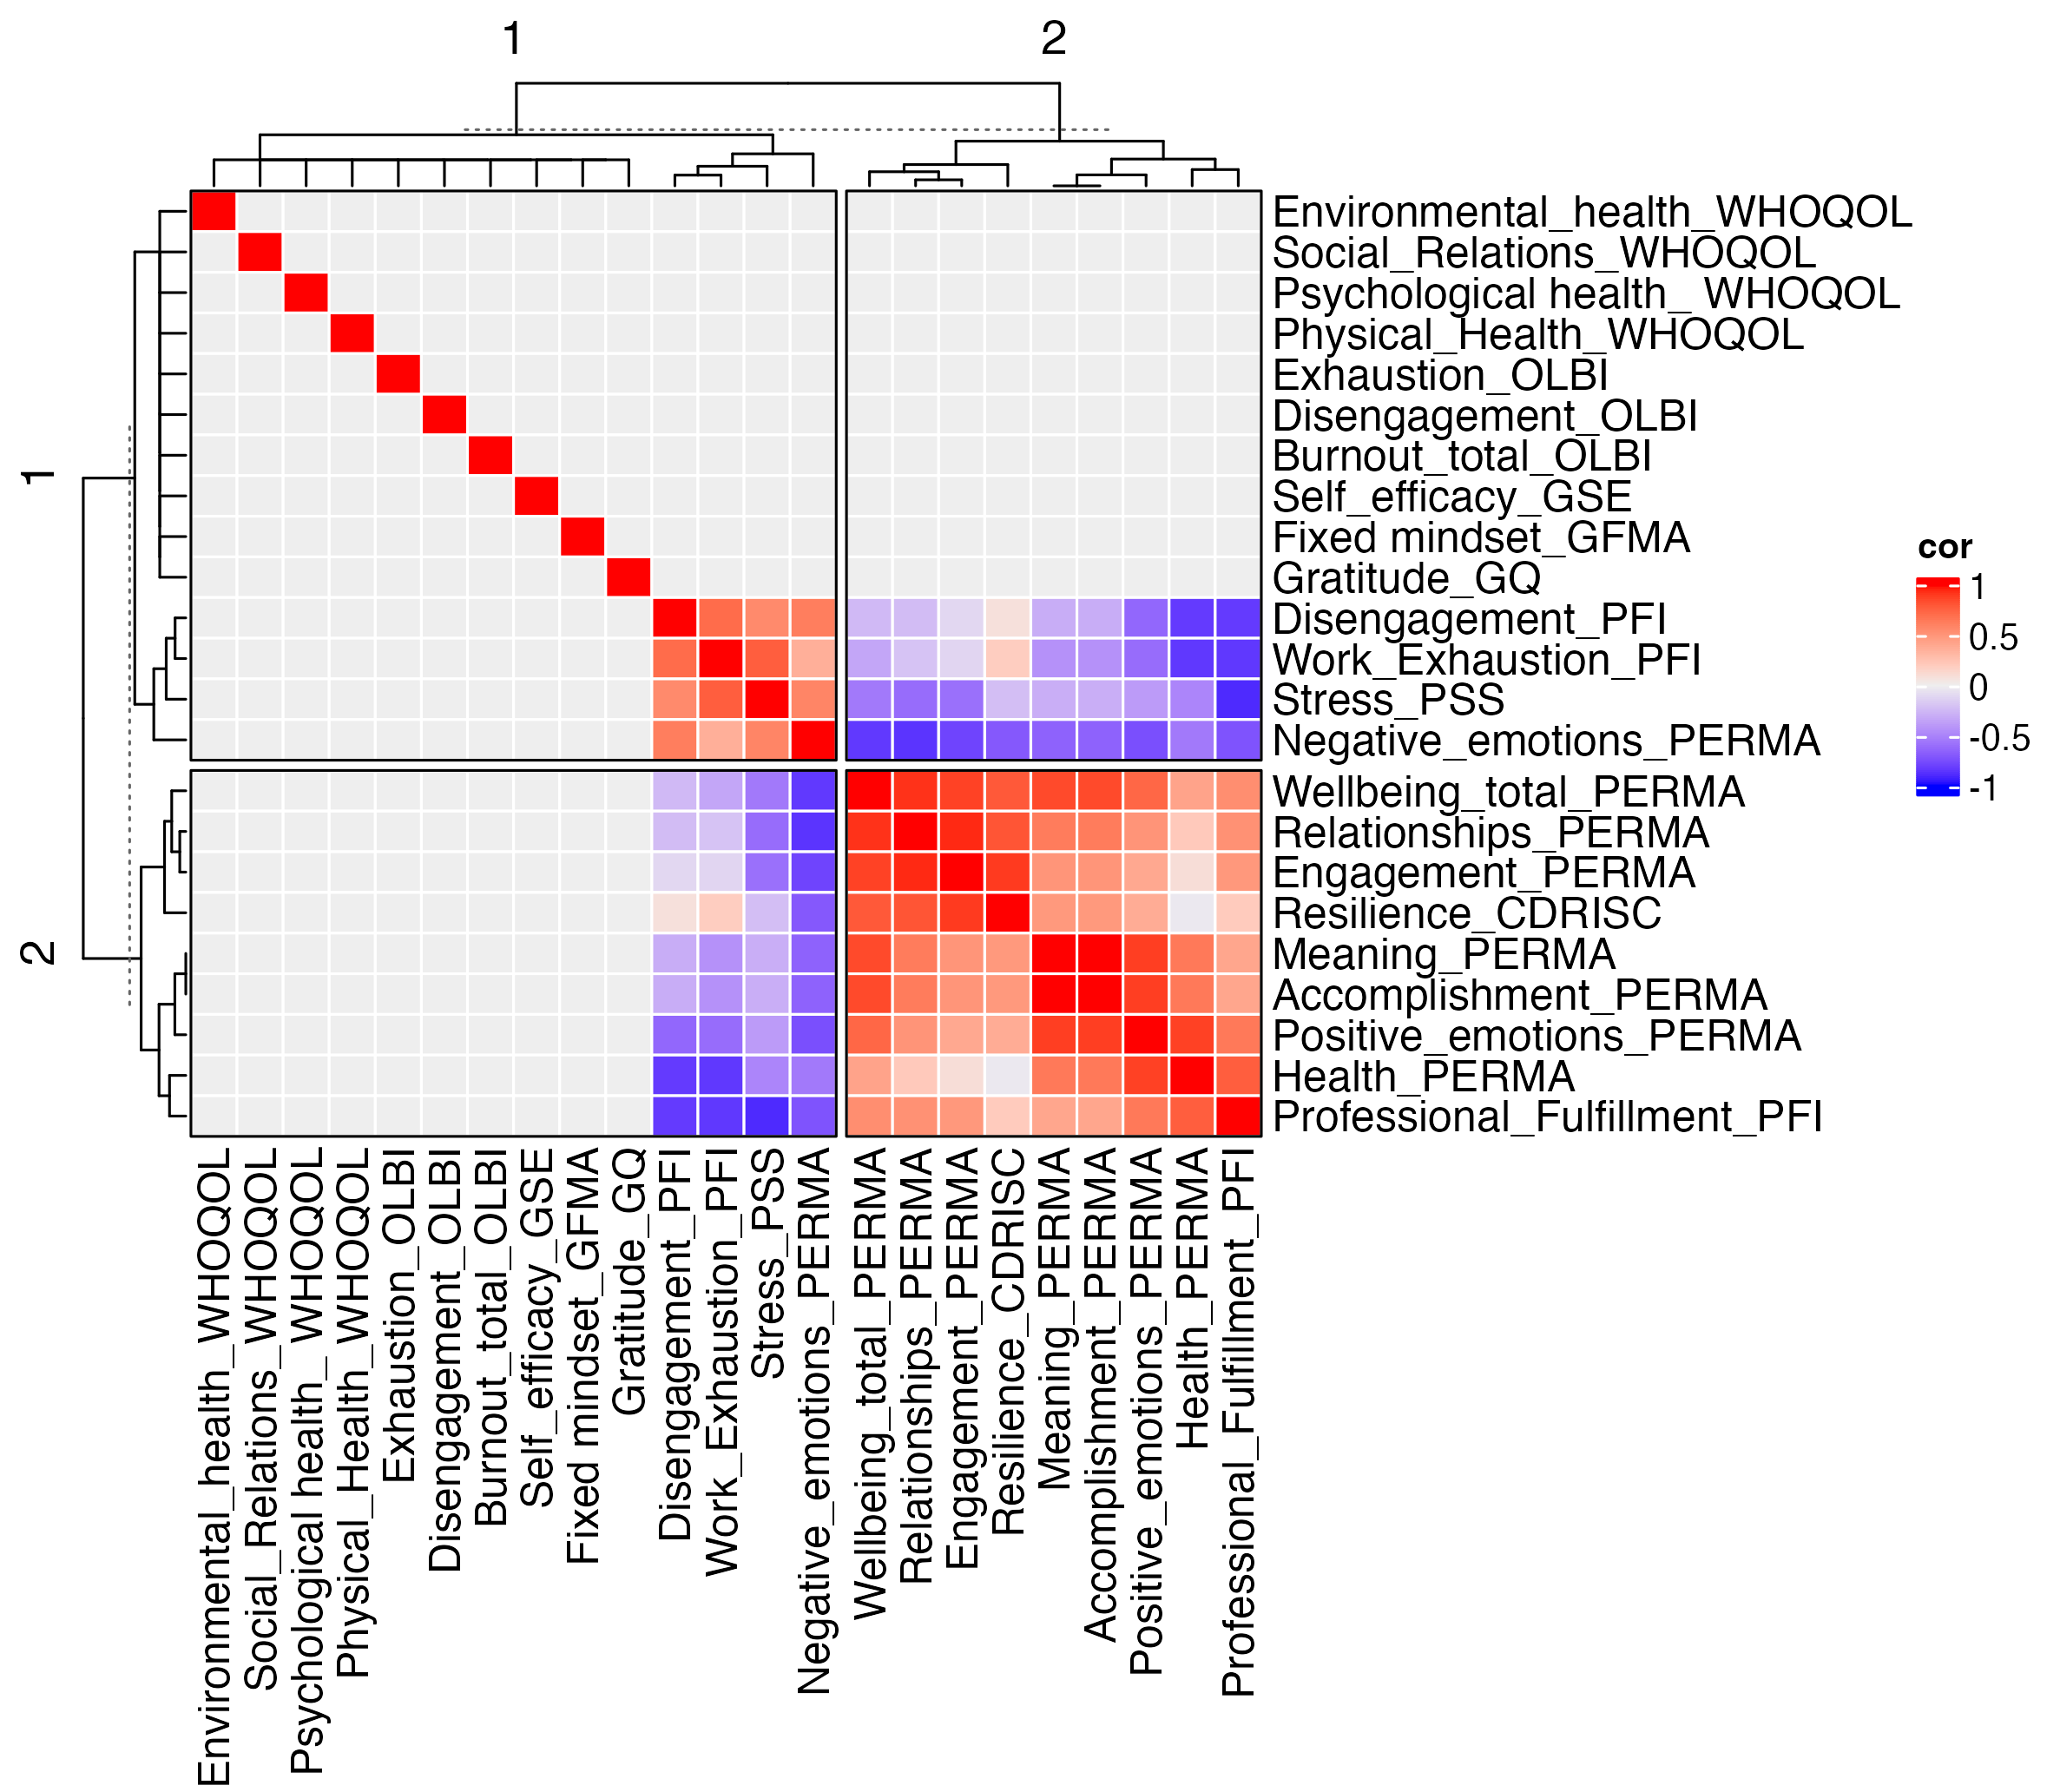 1
2
1
2
Environmental_health_WHOQOL
Social_Relations_WHOQOL
Psychological health_ WHOQOL
Physical_Health_WHOQOL
Exhaustion_OLBI
Disengagement_OLBI
Burnout_total_OLBI
Self_efficacy_GSE
Fixed mindset_GFMA
Gratitude_GQ
Disengagement_PFI
Work_Exhaustion_PFI
Stress_PSS
Negative_emotions_PERMA
Wellbeing_total_PERMA
Relationships_PERMA
Engagement_PERMA
Resilience_CDRISC
Meaning_PERMA
Accomplishment_PERMA
Positive_emotions_PERMA
Health_PERMA
Professional_Fulfillment_PFI
cor
1
0.5
0
-0.5
-1
Environmental_health_WHOQOL
Social_Relations_WHOQOL
Psychological health_ WHOQOL
Physical_Health_WHOQOL
Exhaustion_OLBI
Disengagement_OLBI
Burnout_total_OLBI
Self_efficacy_GSE
Fixed mindset_GFMA
Gratitude_GQ
Disengagement_PFI
Work_Exhaustion_PFI
Stress_PSS
Negative_emotions_PERMA
Wellbeing_total_PERMA
Relationships_PERMA
Engagement_PERMA
Resilience_CDRISC
Meaning_PERMA
Accomplishment_PERMA
Positive_emotions_PERMA
Health_PERMA
Professional_Fulfillment_PFI